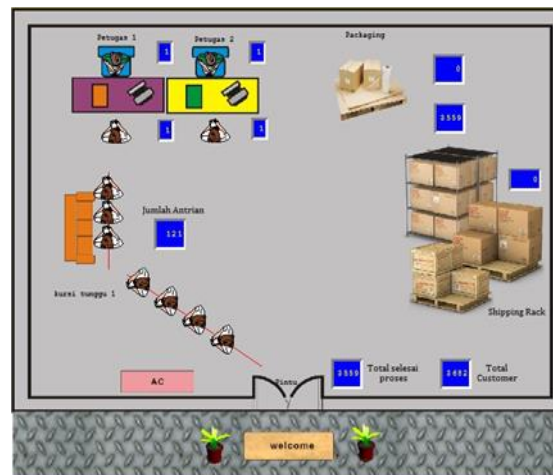 Petugas 1
Petugas 2
1
1
1
1
Packaging
0
3559
0
Jumlah Antrian
121
kursi tunggu 1
Shipping Rack
AC
Pintu
3559
Total selesai
proses
3682
Total
Customer
welcome